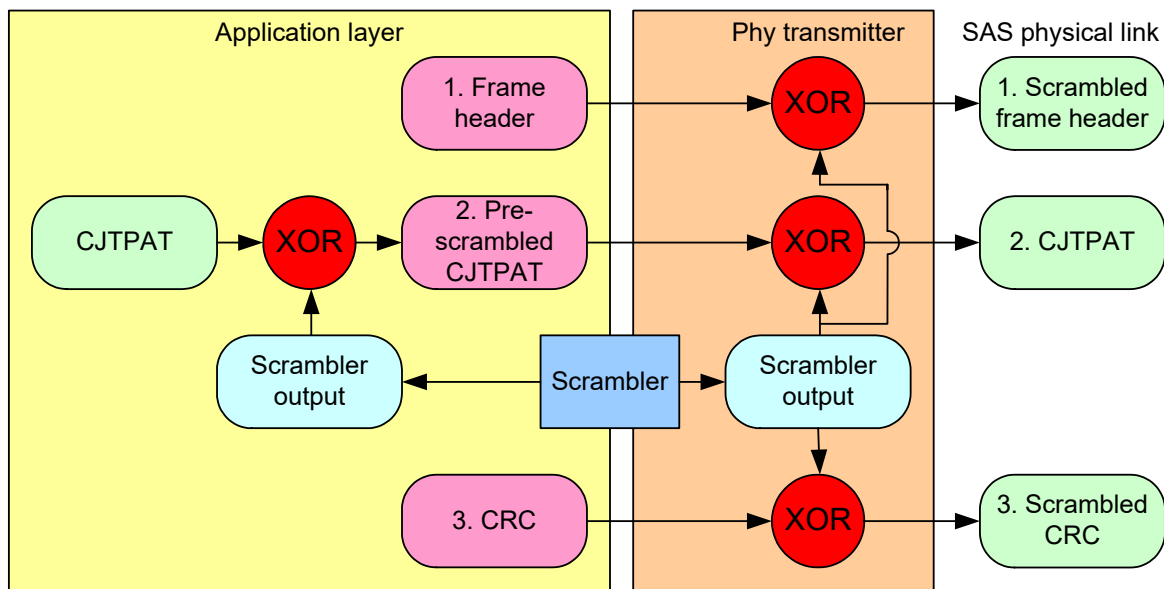 Application layer
Phy transmitter
SAS physical link
1. Frame
header
XOR
1. Scrambled
frame header
CJTPAT
XOR
2. Pre-
scrambled
CJTPAT
XOR
2. CJTPAT
Scrambler
output
Scrambler
Scrambler
output
3. CRC
XOR
3. Scrambled
CRC